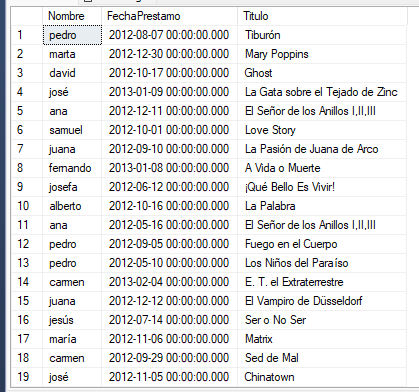 Nombre FechaPrestamo Titulo
1 pedro 2012-08-07 00:00:00.000 Tiburón
2 marta 2012-12-30 00:00:00.000 Mary Poppins
3 david 2012-10-17 00:00:00.000 Ghost
4 josé 2013-01-09 00:00:00.000 La Gata sobre el Tejado de Zinc
5 ana 2012-12-11 00:00:00.000 El Señor de los Anillos I,II,III
6 samuel 2012-10-01 00:00:00.000 Love Story
7 juana 2012-09-10 00:00:00.000 La Pasión de Juana de Arco
8 fernando 2013-01-08 00:00:00.000 A Vida o Muerte
9 josefa 2012-06-12 00:00:00.000 ¡Qué Bello Es Vivir!
10 alberto 2012-10-16 00:00:00.000 La Palabra
11 ana 2012-05-16 00:00:00.000 El Señor de los Anillos I,II,III
12 pedro 2012-09-05 00:00:00.000 Fuego en el Cuerpo
13 pedro 2012-05-10 00:00:00.000 Los Niños del Paraíso
14 carmen 2013-02-04 00:00:00.000 E. T. el Extraterrestre
15 juana 2012-12-12 00:00:00.000 El Vampiro de Düsseldorf
16 jesús 2012-07-14 00:00:00.000 Ser o No Ser
17 maría 2012-11-06 00:00:00.000 Matrix
18 carmen 2012-09-29 00:00:00.000 Sed de Mal
19 josé 2012-11-05 00:00:00.000 Chinatown